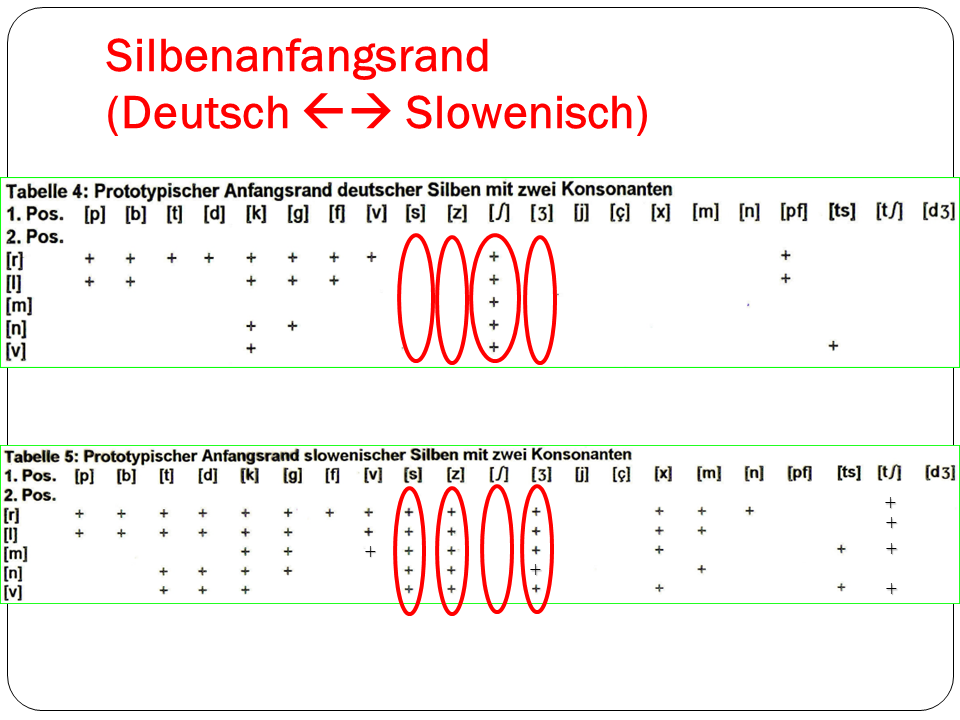 Silbenanfangsrand
(Deutsch ←→ Slowenisch)
Tabelle 4: Prototypischer Anfangsrand deutscher Silben mit zwei Konsonanten
1. Pos. [p] [b] [t] [d] [k] [g] [f] [v] [s] [z] [ʃ] [ʒ] [j] [ç] [x] [m] [n] [pf] [ts] [tʃ] [dʒ]
2. Pos.
[r] + + + + + + + + + +
[l] + + + + + + +
[m] +
[n] + + +
[v] + + +
Tabelle 5: Prototypischer Anfangsrand slowenischer Silben mit zwei Konsonanten
1. Pos. [p] [b] [t] [d] [k] [g] [f] [v] [s] [z] [ʃ] [ʒ] [j] [ç] [x] [m] [n] [pf] [ts] [tʃ] [dʒ]
2. Pos.
[r] + + + + + + + + + + + + + + +
[l] + + + + + + + + + + + + +
[m] + + + + + + + + +
[n] + + + + + + + +
[v] + + + + + + + + +